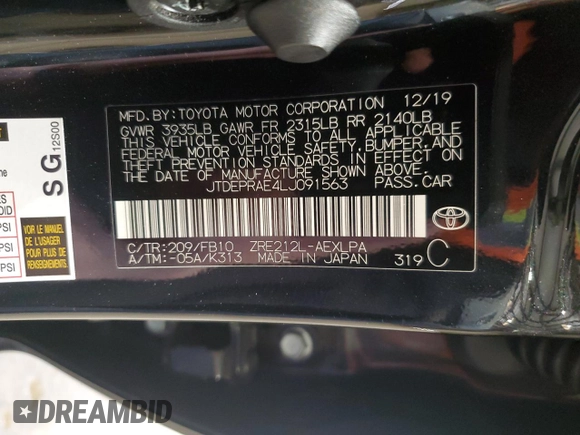 MFD.BY:TOYOTA MOTOR CORPORATION 12/19
GVWR 3935LB GAWR FR 2315LB RR 2140LB
THIS VEHICLE CONFORMS TO ALL APPLICABLE
FEDERAL MOTOR VEHICLE SAFETY,BUMPER,AND
THEFT PREVENTION STANDARDS IN EFFECT ON
THE DATE OF MANUFACTURE SHOWN ABOVE.
JTDEPRAE4LJ091563 PASS.CAR
C/TR:209/FB10 ZRE212L-AEXLPA
A/TM:-05A/K313 MADE IN JAPAN 319 C
TOYOTA
SG 12S00
VOIR LE MANUEL
DE L'USAGER
POUR PLUS DE
PSI
PSI
PSI
DREAMBID